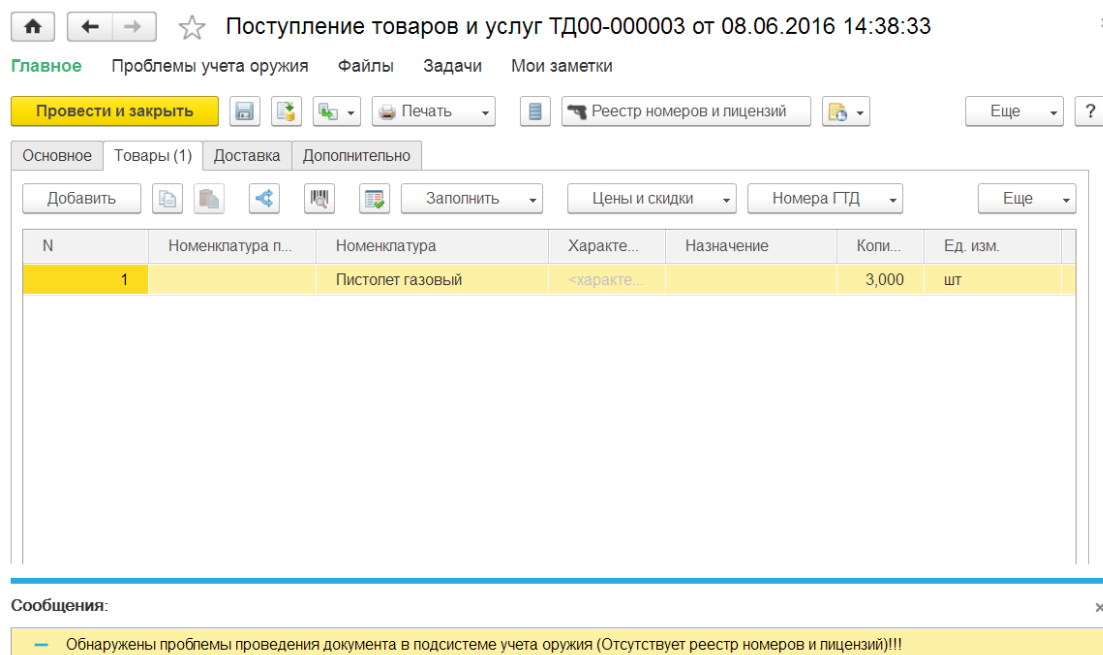 Поступление товаров и услуг ТД00-000003 от 08.06.2016 14:38:33
Главное Проблемы учета оружия Файлы Задачи Мои заметки
Провести и закрыть Печать Реестр номеров и лицензий Еще ?
Основное Товары (1) Доставка Дополнительно
Добавить Заполнить Цены и скидки Номера ГТД Еще
N Номенклатура п... Номенклатура Характе... Назначение Коли... Ед. изм.
1 Пистолет газовый <характе... 3,000 шт
Сообщения:
Обнаружены проблемы проведения документа в подсистеме учета оружия (Отсутствует реестр номеров и лицензий)!!!